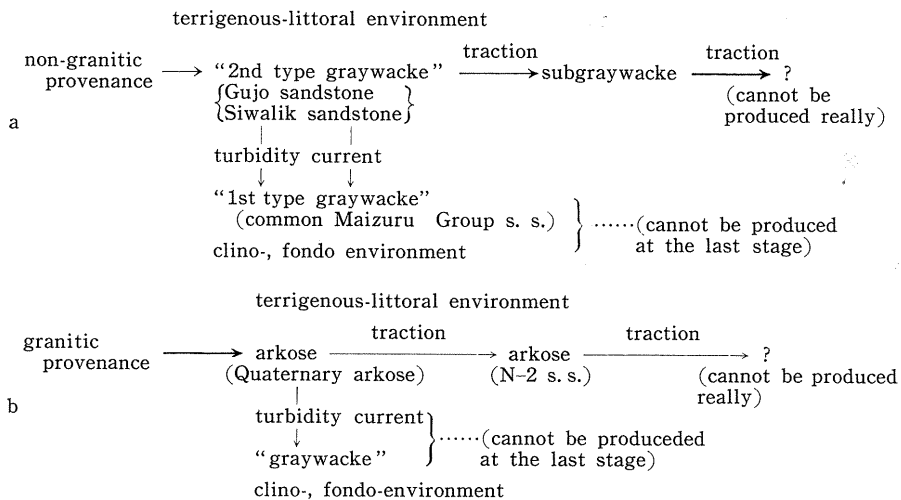 terrigenous-littoral environment
non-granitic
provenance
“2nd type graywacke”
traction
subgraywacke
traction
?
(cannot be
produced really)
Gujo sandstone
Siwalik sandstone
a
turbidity current
“1st type graywacke”
(common Maizuru Group s. s.)
······(cannot be produced
at the last stage)
clino-, fondo environment
terrigenous-littoral environment
granitic
provenance
arkose
(Quaternary arkose)
traction
arkose
(N–2 s. s.)
traction
?
(cannot be produced
really)
b
turbidity current
“graywacke”
······(cannot be produceded
at the last stage)
clino-, fondo-environment